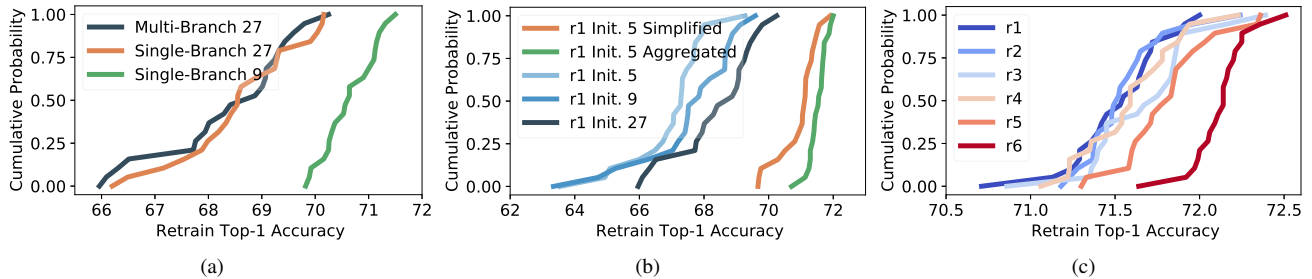 Cumulative Probability
1.00
0.75
0.50
0.25
0.00
Multi-Branch 27
Single-Branch 27
Single-Branch 9
66 67 68 69 70 71 72
Retrain Top-1 Accuracy
(a)
Cumulative Probability
1.00
0.75
0.50
0.25
0.00
r1 Init. 5 Simplified
r1 Init. 5 Aggregated
r1 Init. 5
r1 Init. 9
r1 Init. 27
62 64 66 68 70 72
Retrain Top-1 Accuracy
(b)
Cumulative Probability
1.00
0.75
0.50
0.25
0.00
r1
r2
r3
r4
r5
r6
70.5 71.0 71.5 72.0 72.5
Retrain Top-1 Accuracy
(c)